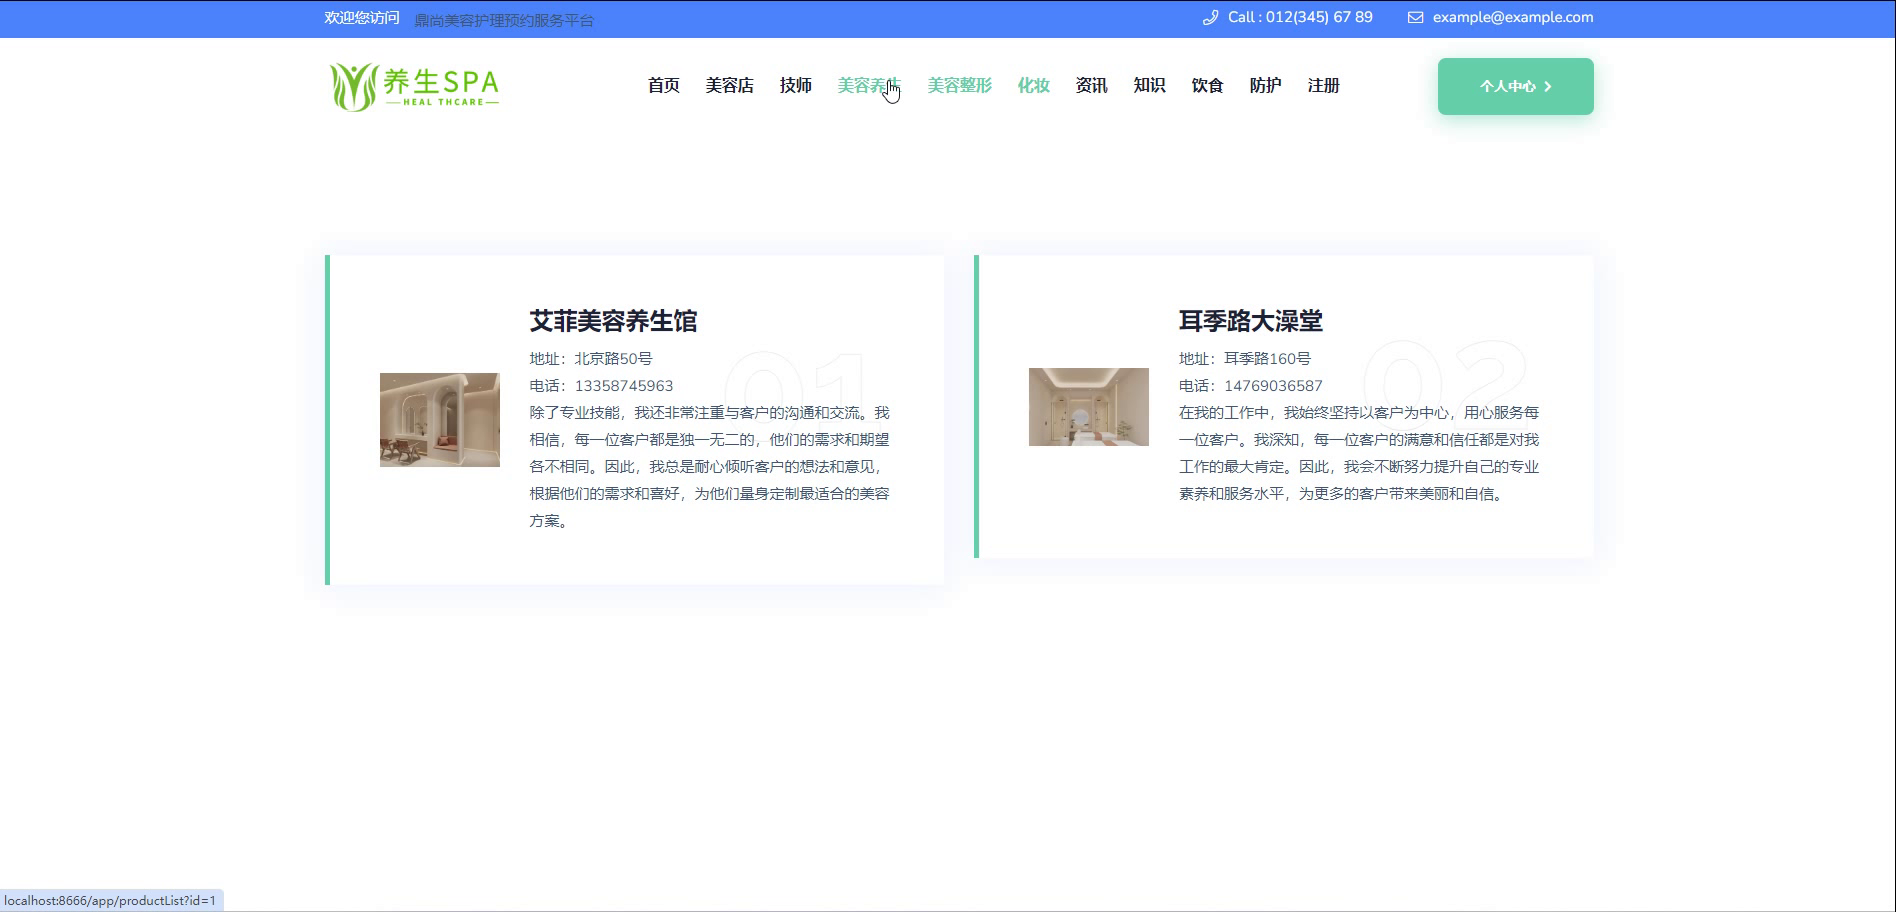 欢迎您访问 鼎尚美容护理预约服务平台 Call : 012(345) 67 89 example@example.com
养生SPA
HEAL THCARE
首页 美容店 技师 美容养生 美容整形 化妆 资讯 知识 饮食 防护 注册 个人中心
01
艾菲美容养生馆
地址：北京路50号
电话：13358745963
除了专业技能，我还非常注重与客户的沟通和交流。我
相信，每一位客户都是独一无二的，他们的需求和期望
各不相同。因此，我总是耐心倾听客户的想法和意见，
根据他们的需求和喜好，为他们量身定制最适合的美容
方案。
02
耳季路大澡堂
地址：耳季路160号
电话：14769036587
在我的工作中，我始终坚持以客户为中心，用心服务每
一位客户。我深知，每一位客户的满意和信任都是对我
工作的最大肯定。因此，我会不断努力提升自己的专业
素养和服务水平，为更多的客户带来美丽和自信。
localhost:8666/app/productList?id=1